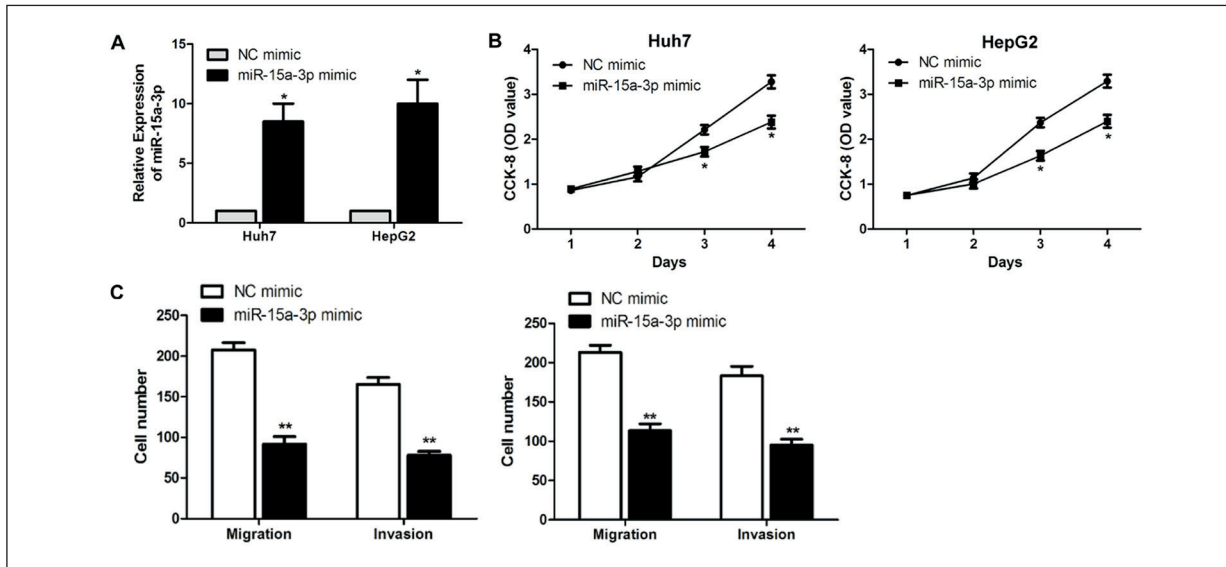 A
Relative Expression
of miR-15a-3p
15
10
5
0
NC mimic
miR-15a-3p mimic
*
*
Huh7
HepG2
B
Huh7
CCK-8 (OD value)
4
3
2
1
0
NC mimic
miR-15a-3p mimic
*
*
1 2 3 4
Days
HepG2
CCK-8 (OD value)
4
3
2
1
0
NC mimic
miR-15a-3p mimic
*
*
1 2 3 4
Days
C
NC mimic
miR-15a-3p mimic
Cell number
250
200
150
100
50
0
**
**
Migration
Invasion
NC mimic
miR-15a-3p mimic
Cell number
250
200
150
100
50
0
**
**
Migration
Invasion